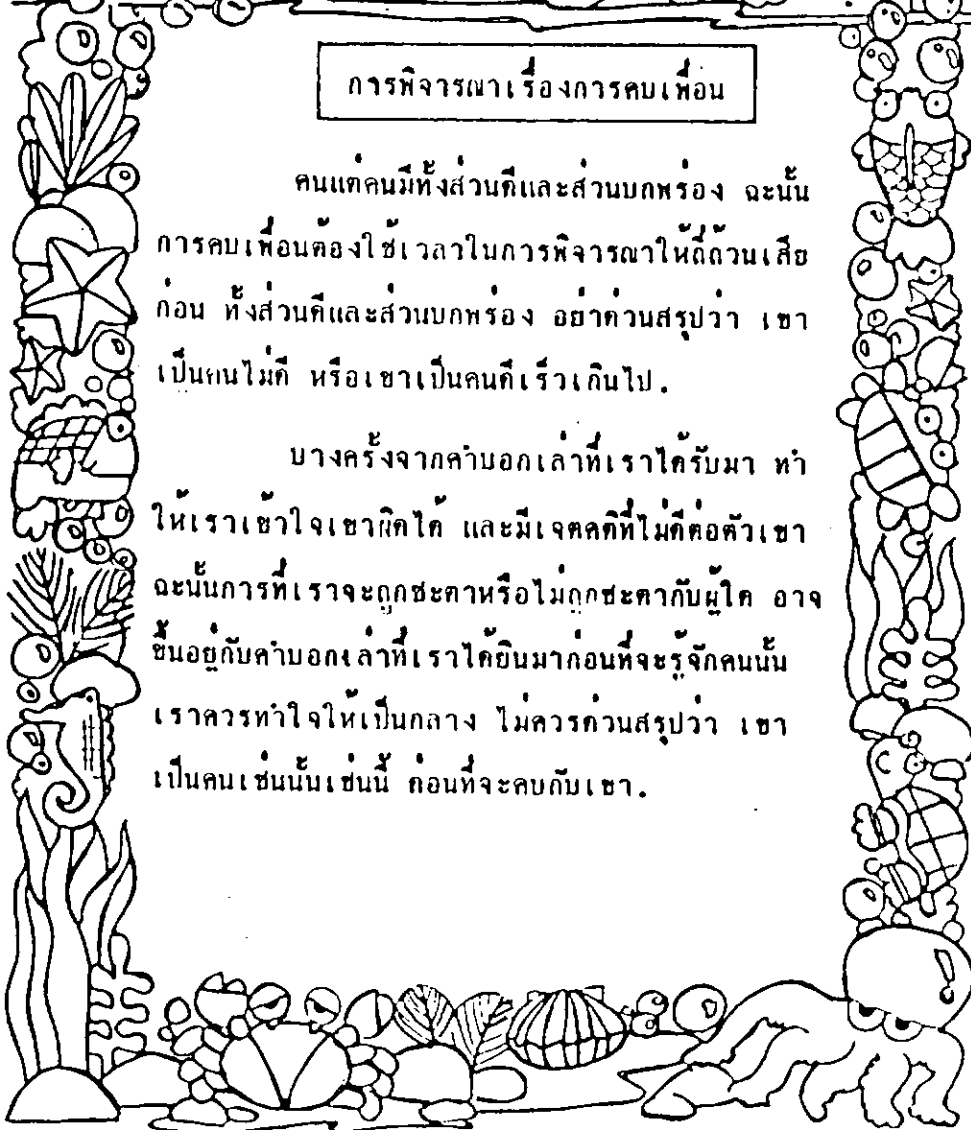 การพิจารณาเรื่องการคบเพื่อน
คนแต่คนมีทั้งส่วนดีและส่วนบกพร่อง ฉะนั้น
การคบเพื่อนต้องใช้เวลาในการพิจารณาให้ถี่ถ้วนเสีย
ก่อน ทั้งส่วนดีและส่วนบกพร่อง อย่าด่วนสรุปว่า เขา
เป็นคนไม่ดี หรือเขาเป็นคนดีเร็วเกินไป.
บางครั้งจากคำบอกเล่าที่เราได้รับมา ทำ
ให้เราเข้าใจเขาผิดได้ และมีเจตคติที่ไม่ดีต่อตัวเขา
ฉะนั้นการที่เราจะถูกชะตาหรือไม่ถูกชะตากับผู้ใด อาจ
ขึ้นอยู่กับคำบอกเล่าที่เราได้ยินมาก่อนที่จะรู้จักคนนั้น
เราควรทำใจให้เป็นกลาง ไม่ควรด่วนสรุปว่า เขา
เป็นคนเช่นนั้นเช่นนี้ ก่อนที่จะคบกับเขา.